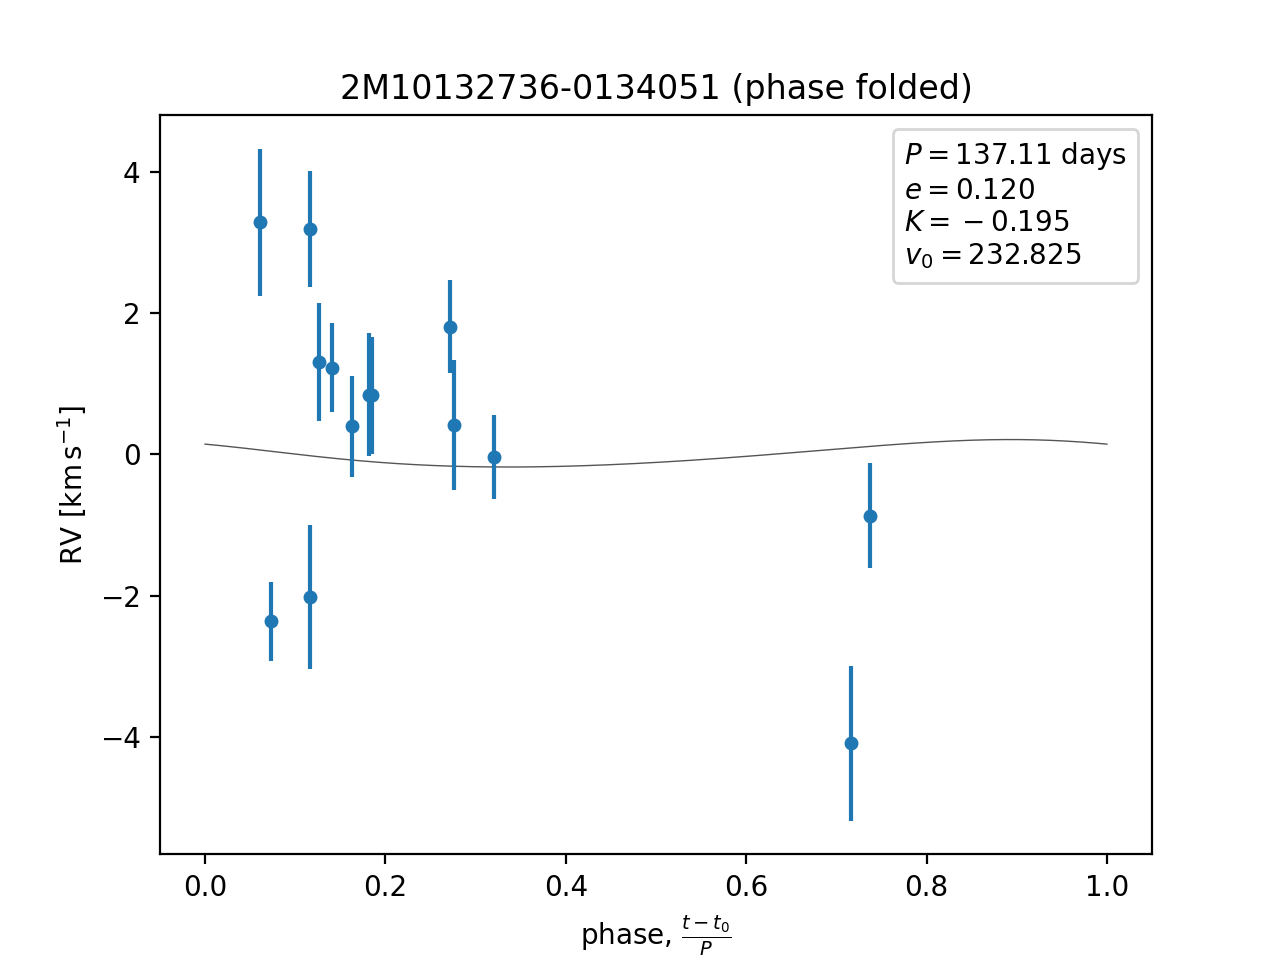 2M10132736-0134051 (phase folded)
P = 137.11 days
e = 0.120
K = −0.195
v₀ = 232.825
4
2
0
−2
−4
RV [km s⁻¹]
0.0 0.2 0.4 0.6 0.8 1.0
phase, (t − t₀)/P